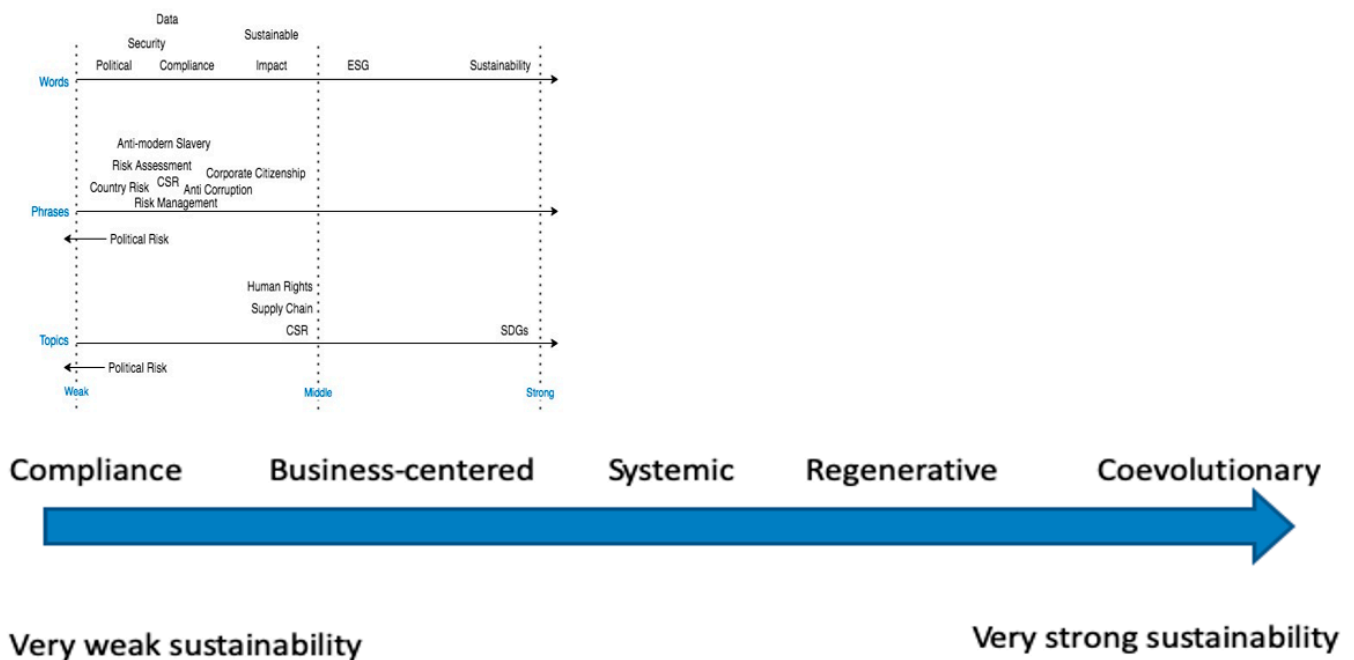 Data
Security
Sustainable
Political Compliance Impact ESG Sustainability
Words
Anti-modern Slavery
Risk Assessment
Corporate Citizenship
Country Risk CSR Anti Corruption
Risk Management
Phrases
Political Risk
Human Rights
Supply Chain
CSR SDGs
Topics
Political Risk
Weak Middle Strong
Compliance Business-centered Systemic Regenerative Coevolutionary
Very weak sustainability Very strong sustainability